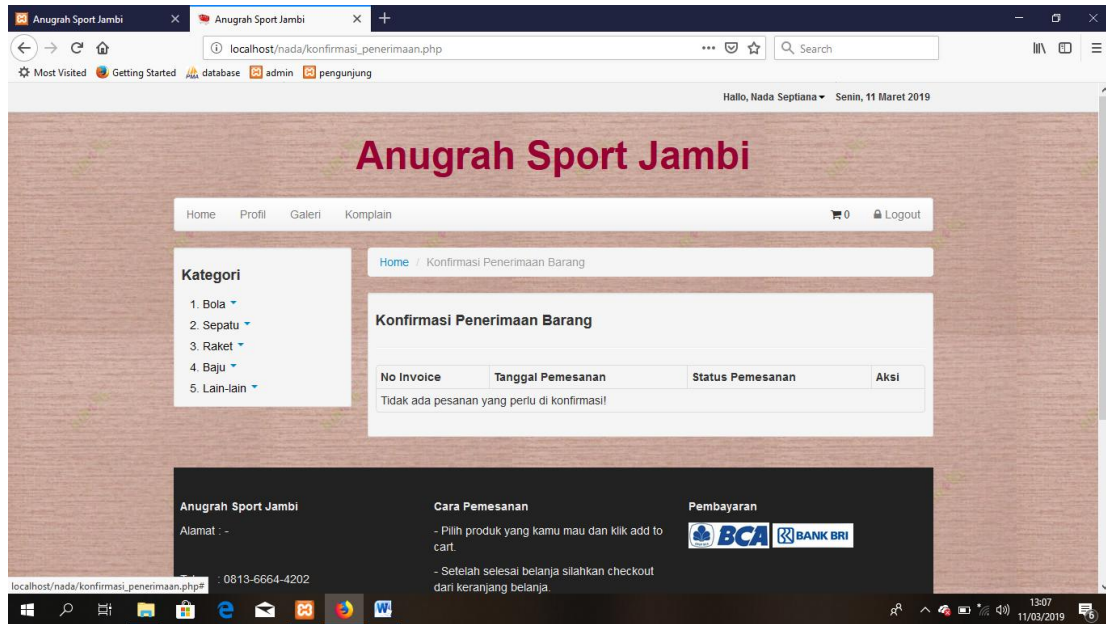 Anugrah Sport Jambi
Anugrah Sport Jambi
localhost/nada/konfirmasi_penerimaan.php
Search
Most Visited
Getting Started
database
admin
pengunjung
Hallo, Nada Septiana
Senin, 11 Maret 2019
Anugrah Sport Jambi
Home
Profil
Galeri
Komplain
0
Logout
Kategori
1. Bola
2. Sepatu
3. Raket
4. Baju
5. Lain-lain
Home / Konfirmasi Penerimaan Barang
Konfirmasi Penerimaan Barang
No Invoice
Tanggal Pemesanan
Status Pemesanan
Aksi
Tidak ada pesanan yang perlu di konfirmasi!
Anugrah Sport Jambi
Alamat : -
: 0813-6664-4202
Cara Pemesanan
- Pilih produk yang kamu mau dan klik add to
cart.
- Setelah selesai belanja silahkan checkout
dari keranjang belanja.
Pembayaran
BCA
BANK BRI
localhost/nada/konfirmasi_penerimaan.php#
13:07
11/03/2019
6